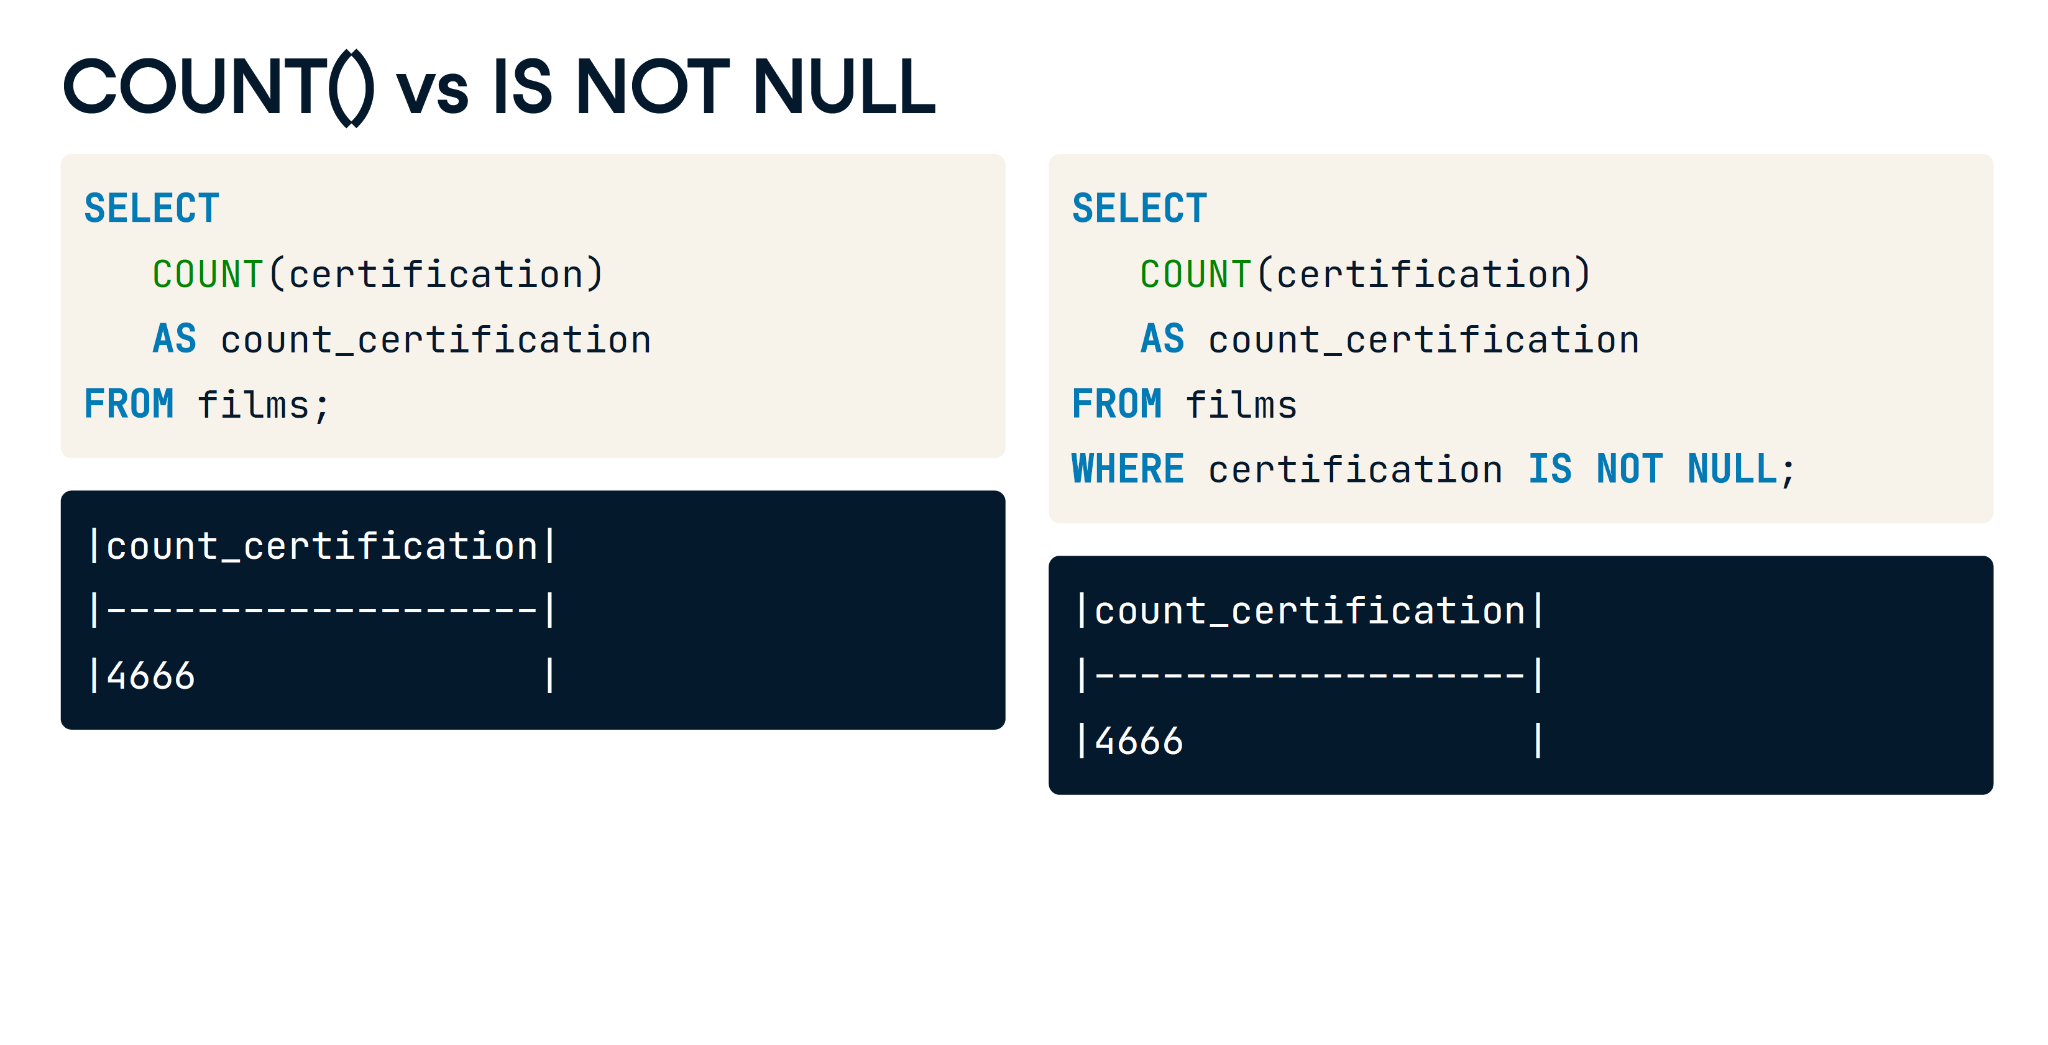 COUNT() vs IS NOT NULL
SELECT
   COUNT(certification)
   AS count_certification
FROM films;
|count_certification|
|-------------------|
|4666               |
SELECT
   COUNT(certification)
   AS count_certification
FROM films
WHERE certification IS NOT NULL;
|count_certification|
|-------------------|
|4666               |